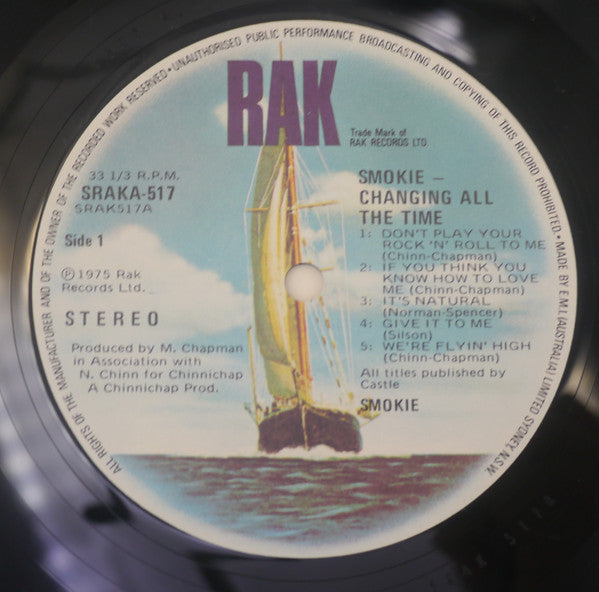 ALL RIGHTS OF THE MANUFACTURER AND OF THE OWNER OF THE RECORDED WORK RESERVED • UNAUTHORISED PUBLIC PERFORMANCE BROADCASTING AND COPYING OF THIS RECORD PROHIBITED • MADE BY E.M.I. (AUSTRALIA) LIMITED SYDNEY, N.S.W.
RAK
Trade Mark of
RAK RECORDS LTD.
33 1/3 R.P.M.
SRAKA-517
SRAK517A
Side 1
℗1975 Rak
Records Ltd.
STEREO
Produced by M. Chapman
in Association with
N. Chinn for Chinnichap
A Chinnichap Prod.
SMOKIE –
CHANGING ALL
THE TIME
1: DON'T PLAY YOUR
ROCK 'N' ROLL TO ME
(Chinn-Chapman)
2: IF YOU THINK YOU
KNOW HOW TO LOVE
ME (Chinn-Chapman)
3: IT'S NATURAL
(Norman-Spencer)
4: GIVE IT TO ME
(Silson)
5: WE'RE FLYIN' HIGH
(Chinn-Chapman)
All titles published by
Castle
SMOKIE